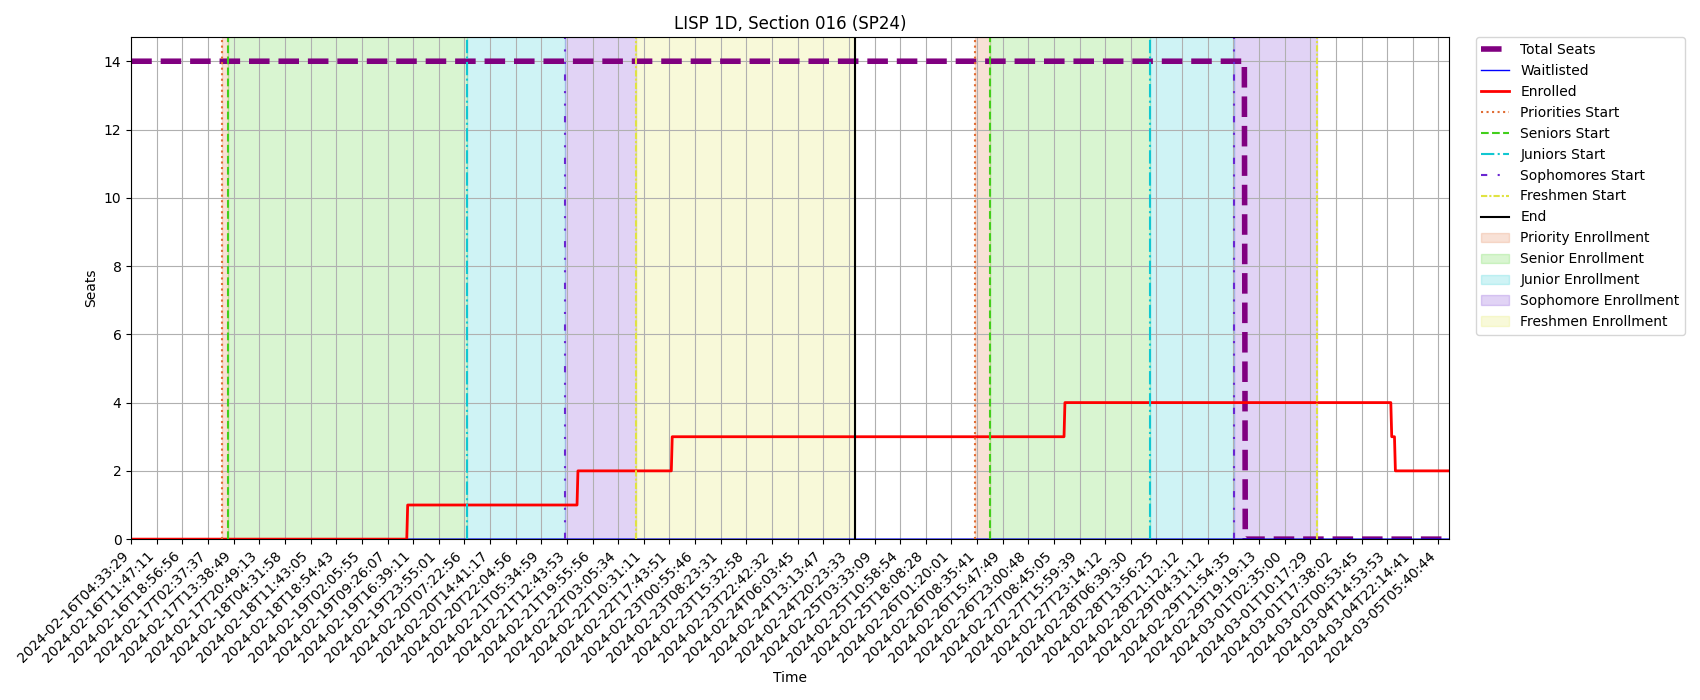 LISP 1D, Section 016 (SP24)
Seats
14
12
10
8
6
4
2
0
2024-02-16T04:33:29
2024-02-16T11:47:11
2024-02-16T18:56:56
2024-02-17T02:37:37
2024-02-17T13:38:49
2024-02-17T20:49:13
2024-02-18T04:31:58
2024-02-18T11:43:05
2024-02-18T18:54:43
2024-02-19T02:05:55
2024-02-19T09:26:07
2024-02-19T16:39:11
2024-02-19T23:55:01
2024-02-20T07:22:56
2024-02-20T14:41:17
2024-02-20T22:04:56
2024-02-21T05:34:59
2024-02-21T12:43:53
2024-02-21T19:55:56
2024-02-22T03:05:34
2024-02-22T10:31:11
2024-02-22T17:43:51
2024-02-23T00:55:46
2024-02-23T08:23:31
2024-02-23T15:32:58
2024-02-23T22:42:32
2024-02-24T06:03:45
2024-02-24T13:13:47
2024-02-24T20:23:33
2024-02-25T03:33:09
2024-02-25T10:58:54
2024-02-25T18:08:28
2024-02-26T01:20:01
2024-02-26T08:35:41
2024-02-26T15:47:49
2024-02-26T23:00:48
2024-02-27T08:45:05
2024-02-27T15:59:39
2024-02-27T23:14:12
2024-02-28T06:39:30
2024-02-28T13:56:25
2024-02-28T21:12:12
2024-02-29T04:31:12
2024-02-29T11:54:35
2024-02-29T19:19:13
2024-03-01T02:35:00
2024-03-01T10:17:29
2024-03-01T17:38:02
2024-03-02T00:53:45
2024-03-04T14:53:53
2024-03-04T22:14:41
2024-03-05T05:40:44
Time
Total Seats
Waitlisted
Enrolled
Priorities Start
Seniors Start
Juniors Start
Sophomores Start
Freshmen Start
End
Priority Enrollment
Senior Enrollment
Junior Enrollment
Sophomore Enrollment
Freshmen Enrollment